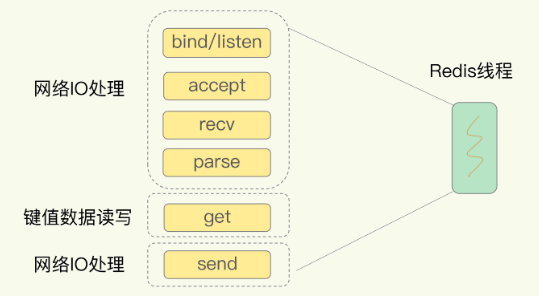 bind/listen
Redis线程
网络IO处理
accept
recv
parse
键值数据读写
get
网络IO处理
send